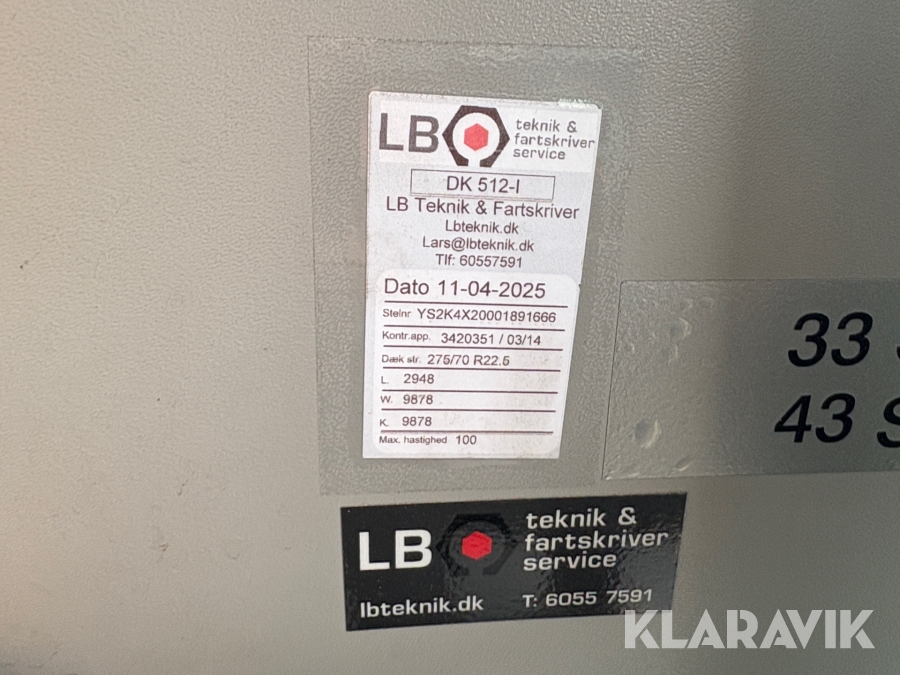 LB teknik &
fartskriver
service
DK 512-I
LB Teknik & Fartskriver
Lbteknik.dk
Lars@lbteknik.dk
Tlf: 60557591
Dato 11-04-2025
Stelnr YS2K4X20001891666
Kontr.app. 3420351 / 03/14
Dæk str. 275/70 R22.5
L. 2948
W. 9878
K. 9878
Max. hastighed 100
33
43 S
LB teknik &
fartskriver
service
lbteknik.dk T: 6055 7591
KLARAVIK